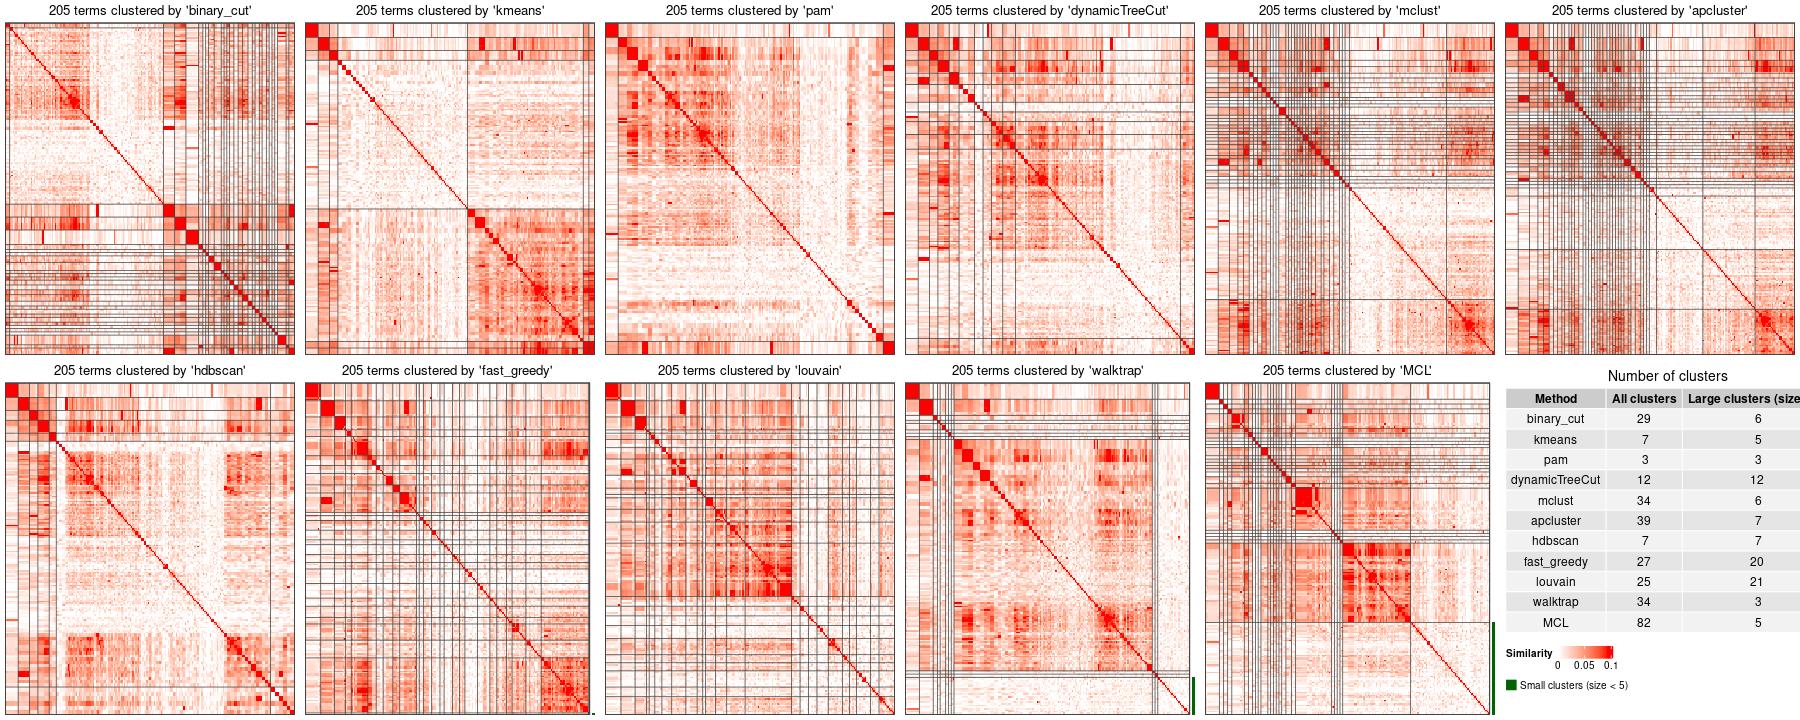 205 terms clustered by 'binary_cut'
205 terms clustered by 'kmeans'
205 terms clustered by 'pam'
205 terms clustered by 'dynamicTreeCut'
205 terms clustered by 'mclust'
205 terms clustered by 'apcluster'
205 terms clustered by 'hdbscan'
205 terms clustered by 'fast_greedy'
205 terms clustered by 'louvain'
205 terms clustered by 'walktrap'
205 terms clustered by 'MCL'
Number of clusters
Method All clusters Large clusters (size
binary_cut 29 6
kmeans 7 5
pam 3 3
dynamicTreeCut 12 12
mclust 34 6
apcluster 39 7
hdbscan 7 7
fast_greedy 27 20
louvain 25 21
walktrap 34 3
MCL 82 5
Similarity
0 0.05 0.1
Small clusters (size < 5)